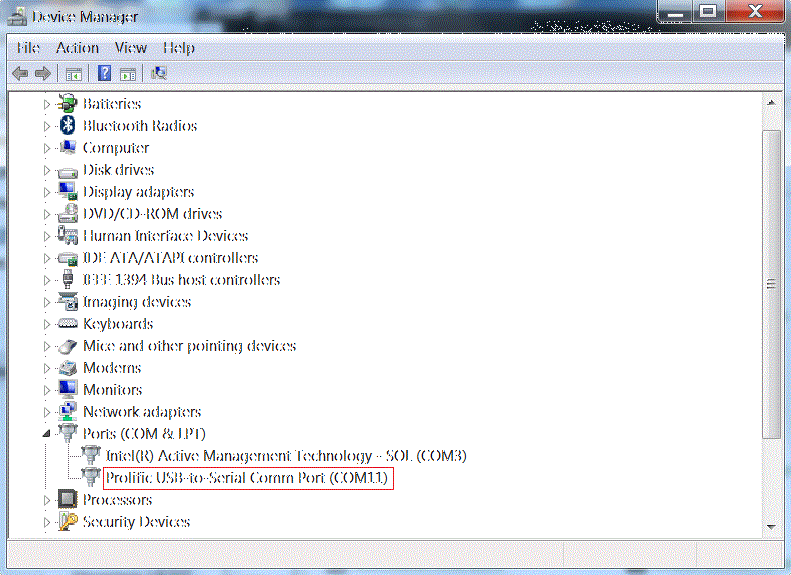 Device Manager
File Action View Help
Batteries
Bluetooth Radios
Computer
Disk drives
Display adapters
DVD/CD-ROM drives
Human Interface Devices
IDE ATA/ATAPI controllers
IEEE 1394 Bus host controllers
Imaging devices
Keyboards
Mice and other pointing devices
Modems
Monitors
Network adapters
Ports (COM & LPT)
Intel(R) Active Management Technology - SOL (COM3)
Prolific USB-to-Serial Comm Port (COM11)
Processors
Security Devices